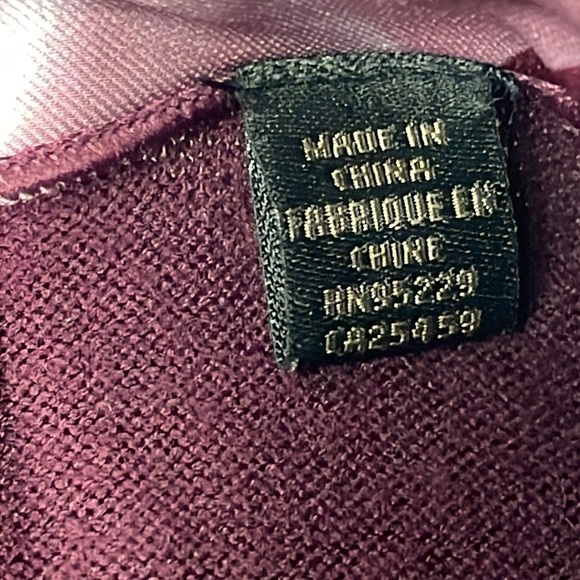 MADE IN
CHINA
FABRIQUE EN
CHINE
RN95229
CA25459